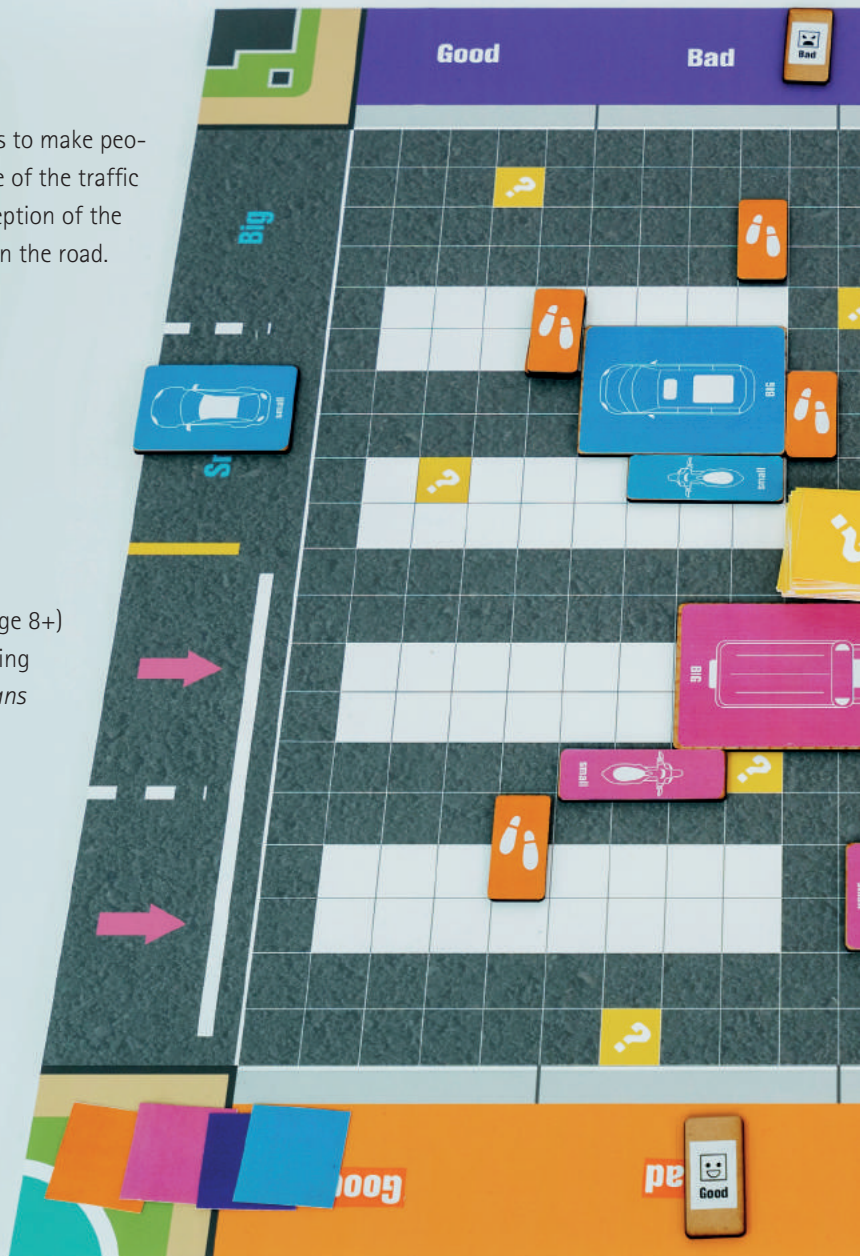 Good
Bad
Bad
s to make peo-
e of the traffic
eption of the
n the road.
Big
?
?
BIG
small
small
?
?
?
ge 8+)
ing
ans
BIG
small
?
?
Good
ad
Good